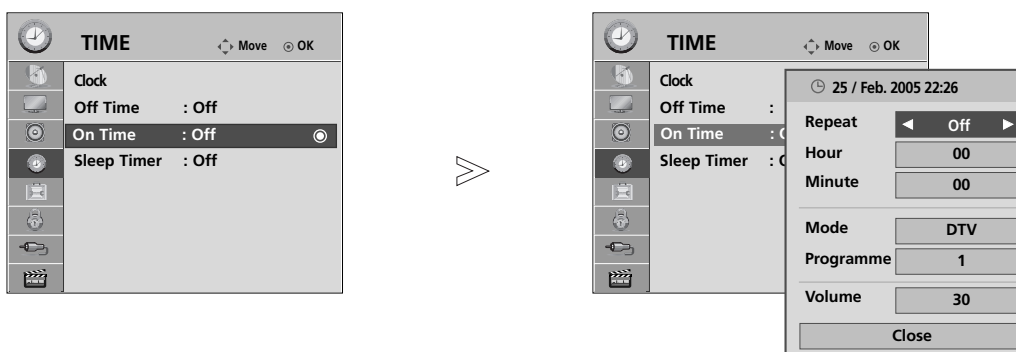 TIME Move OK
Clock
Off Time : Off
On Time : Off
Sleep Timer : Off
TIME Move OK
Clock
Off Time :
On Time :
Sleep Timer :
25 / Feb. 2005 22:26
Repeat Off
Hour 00
Minute 00
Mode DTV
Programme 1
Volume 30
Close